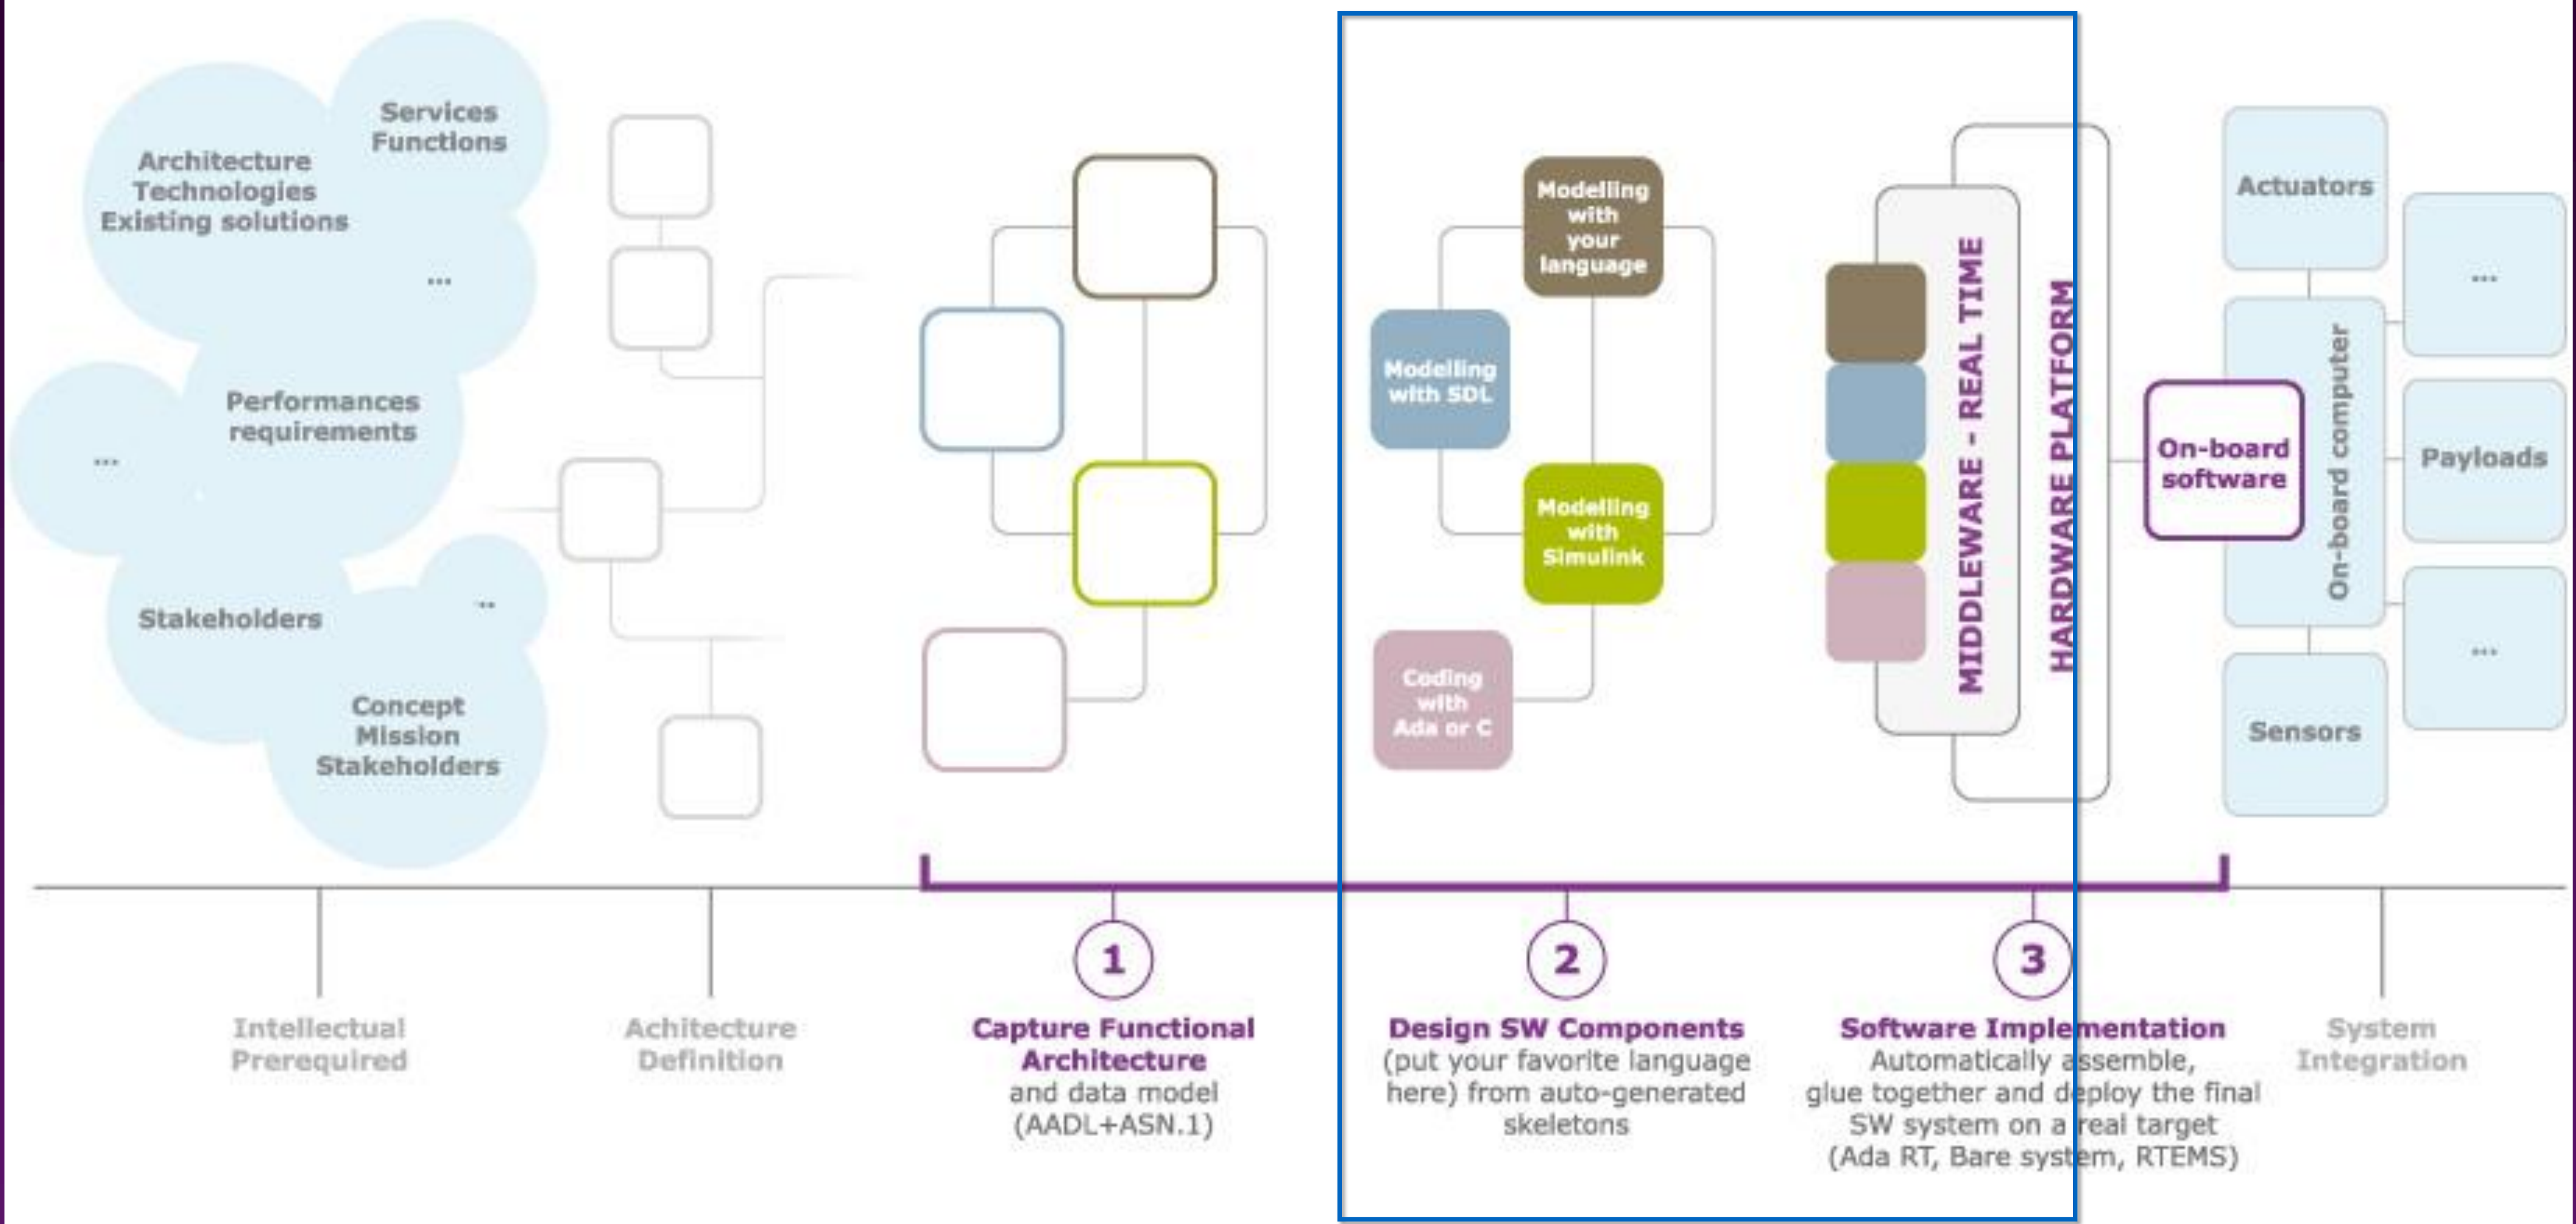 Services
Functions
Architecture
Technologies
Existing solutions
...
Performances
requirements
...
Stakeholders
...
Concept
Mission
Stakeholders
Modelling
with
your
language
Modelling
with SDL
Modelling
with
Simulink
Coding
with
Ada or C
MIDDLEWARE - REAL TIME
HARDWARE PLATFORM
On-board
software
On-board computer
Actuators
...
Payloads
...
Sensors
Intellectual
Prerequired
Achitecture
Definition
1
Capture Functional
Architecture
and data model
(AADL+ASN.1)
2
Design SW Components
(put your favorite language
here) from auto-generated
skeletons
3
Software Implementation
Automatically assemble,
glue together and deploy the final
SW system on a real target
(Ada RT, Bare system, RTEMS)
System
Integration